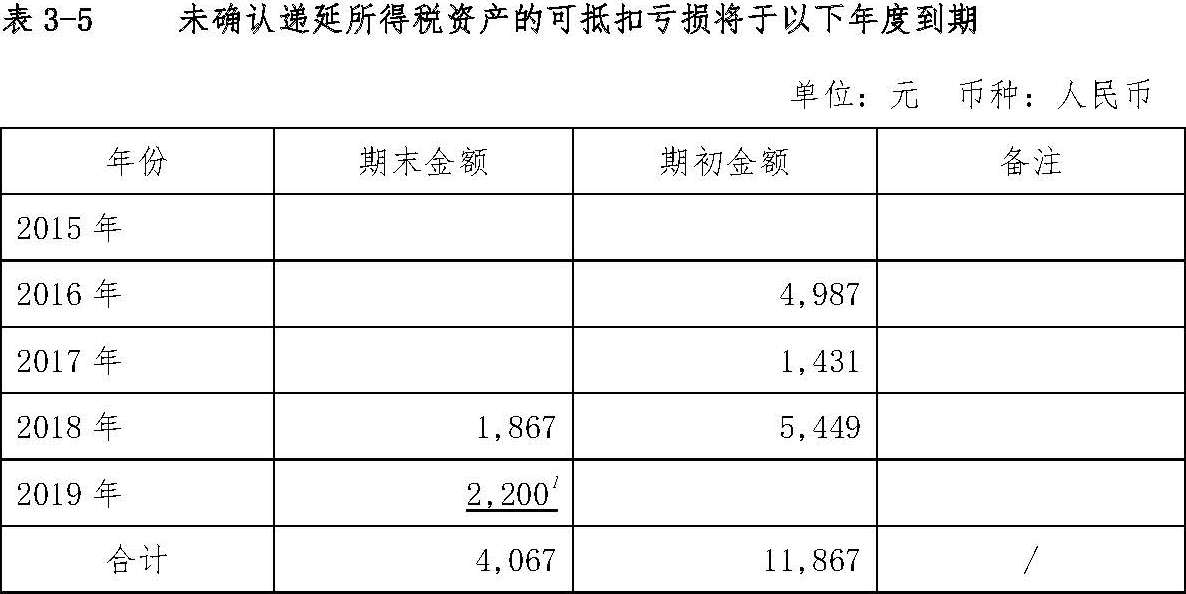 表 3-5 未确认递延所得税资产的可抵扣亏损将于以下年度到期
单位：元 币种：人民币
年份 期末金额 期初金额 备注
2015 年
2016 年 4,987
2017 年 1,431
2018 年 1,867 5,449
2019 年 2,200¹
合计 4,067 11,867 /